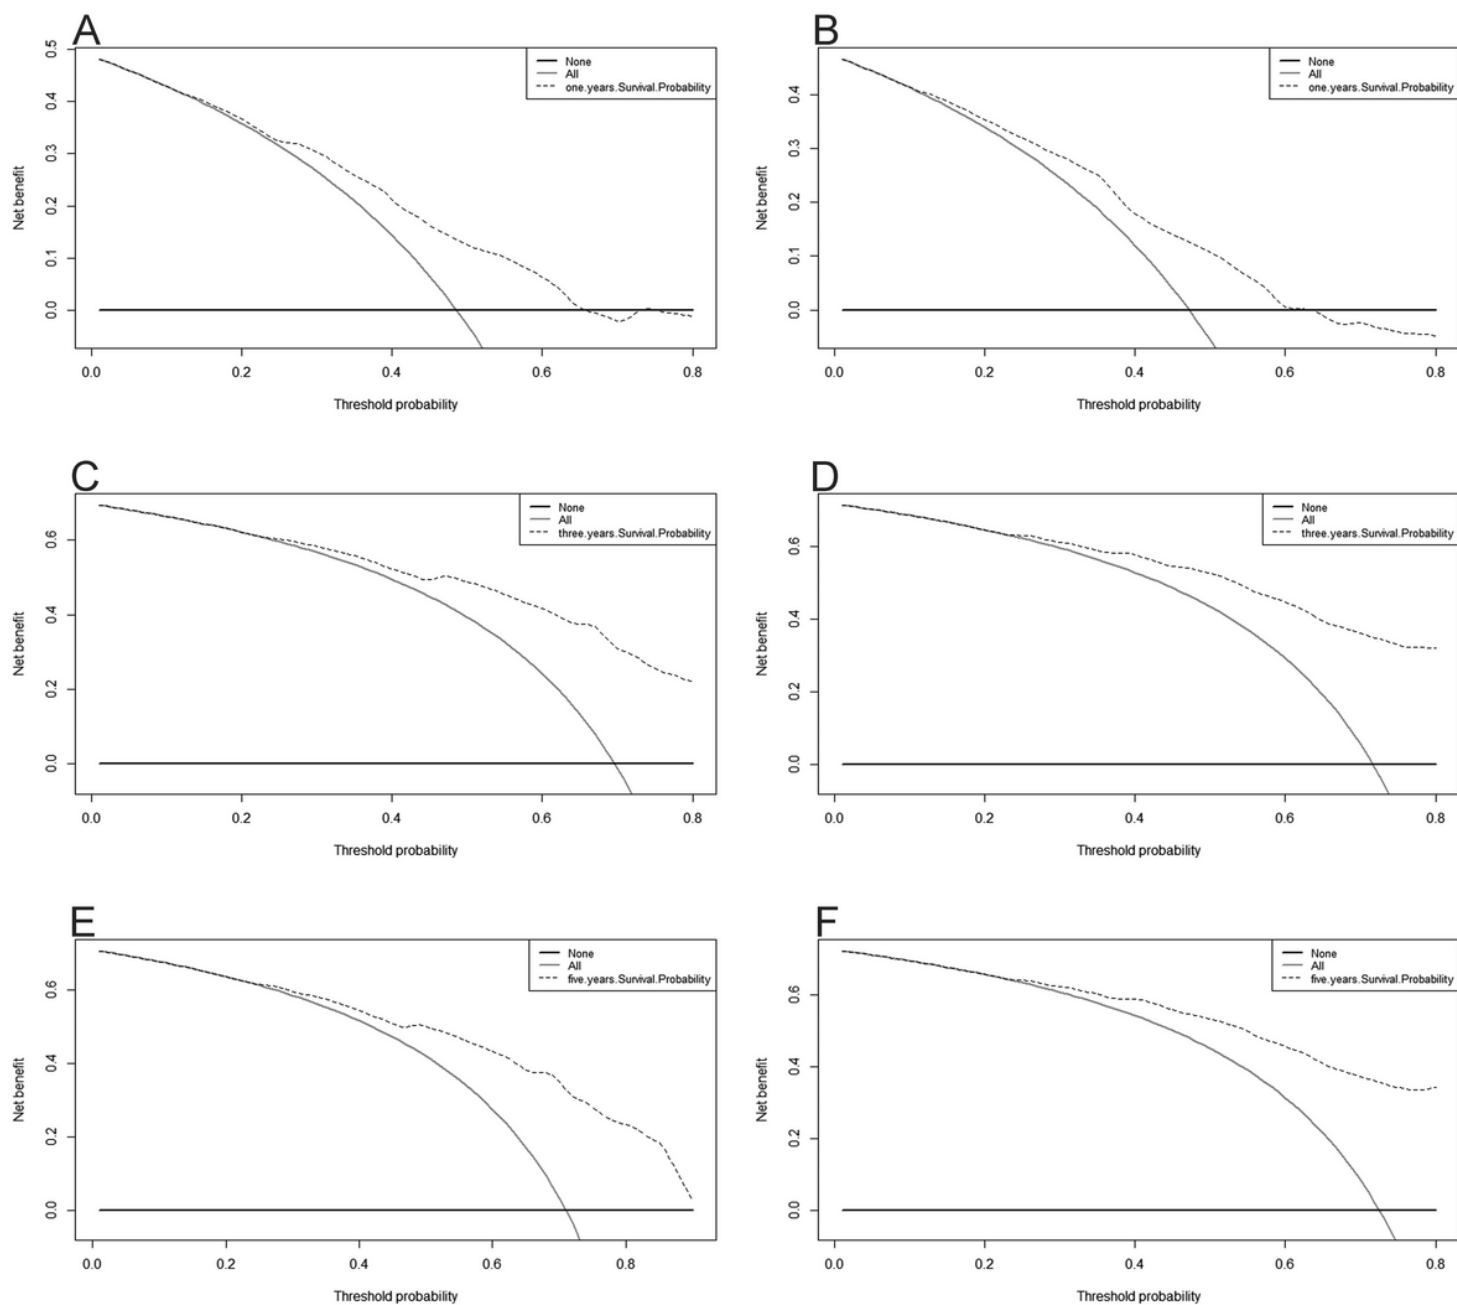 A
0.5
0.4
0.3
0.2
0.1
0.0
Net benefit
None
All
one.years.Survival.Probability
0.0 0.2 0.4 0.6 0.8
Threshold probability
B
0.4
0.3
0.2
0.1
0.0
Net benefit
None
All
one.years.Survival.Probability
0.0 0.2 0.4 0.6 0.8
Threshold probability
C
0.6
0.4
0.2
0.0
Net benefit
None
All
three.years.Survival.Probability
0.0 0.2 0.4 0.6 0.8
Threshold probability
D
0.6
0.4
0.2
0.0
Net benefit
None
All
three.years.Survival.Probability
0.0 0.2 0.4 0.6 0.8
Threshold probability
E
0.6
0.4
0.2
0.0
Net benefit
None
All
five.years.Survival.Probability
0.0 0.2 0.4 0.6 0.8
Threshold probability
F
0.6
0.4
0.2
0.0
Net benefit
None
All
five.years.Survival.Probability
0.0 0.2 0.4 0.6 0.8
Threshold probability